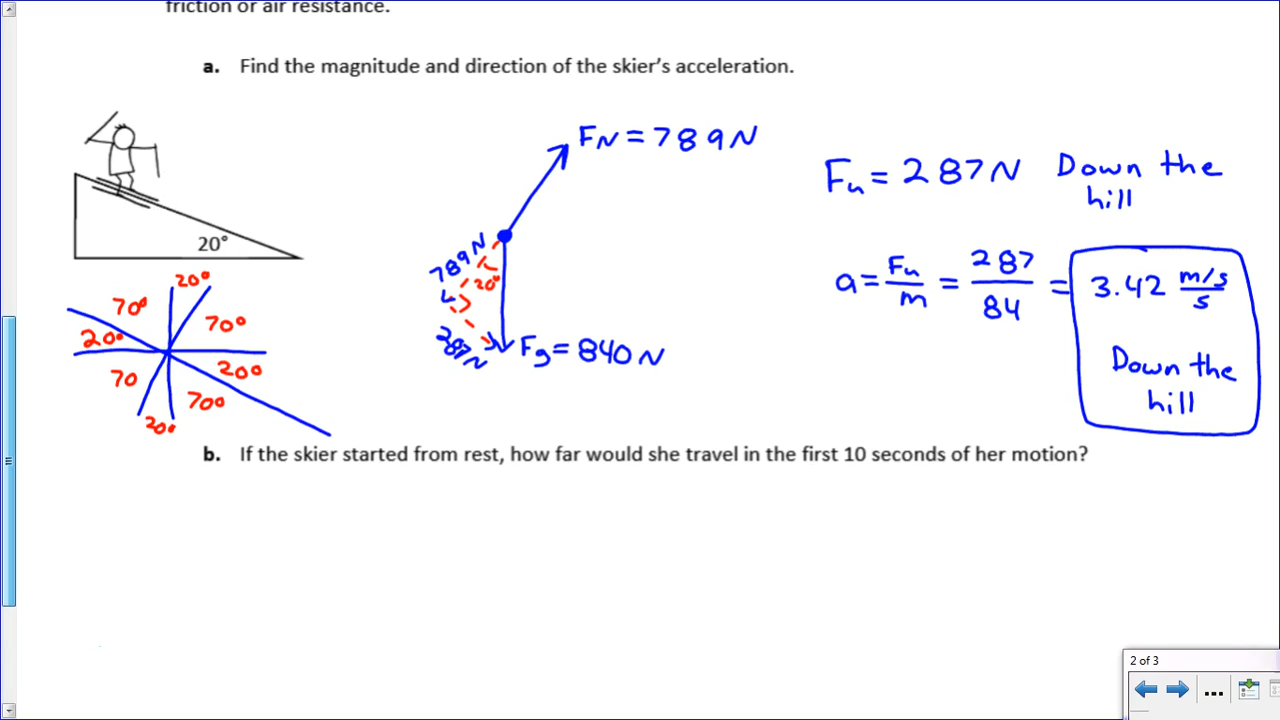 friction or air resistance.
a. Find the magnitude and direction of the skier's acceleration.
20°
20°
70°
70°
20°
20°
70
70°
20°
FN = 789N
789N
20°
287N
Fg = 840N
Fn = 287N Down the
hill
a = Fn/m = 287/84 = 3.42 m/s/s
Down the
hill
b. If the skier started from rest, how far would she travel in the first 10 seconds of her motion?
2 of 3